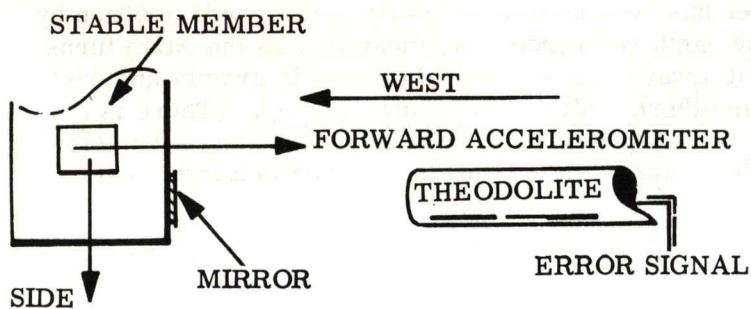 STABLE MEMBER
WEST
FORWARD ACCELEROMETER
THEODOLITE
MIRROR
ERROR SIGNAL
SIDE